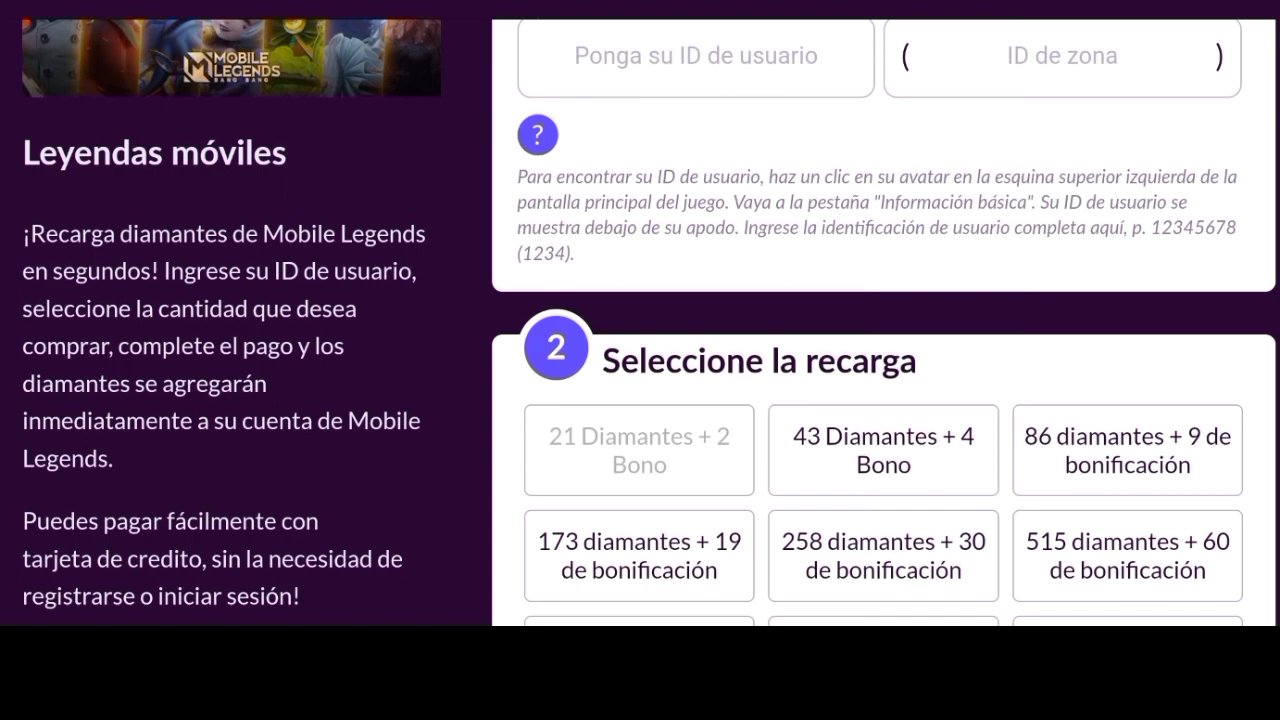 MOBILE
LEGENDS
BANG BANG
Leyendas móviles
¡Recarga diamantes de Mobile Legends
en segundos! Ingrese su ID de usuario,
seleccione la cantidad que desea
comprar, complete el pago y los
diamantes se agregarán
inmediatamente a su cuenta de Mobile
Legends.
Puedes pagar fácilmente con
tarjeta de credito, sin la necesidad de
registrarse o iniciar sesión!
Ponga su ID de usuario
( ID de zona )
?
Para encontrar su ID de usuario, haz un clic en su avatar en la esquina superior izquierda de la
pantalla principal del juego. Vaya a la pestaña "Información básica". Su ID de usuario se
muestra debajo de su apodo. Ingrese la identificación de usuario completa aquí, p. 12345678
(1234).
2 Seleccione la recarga
21 Diamantes + 2
Bono
43 Diamantes + 4
Bono
86 diamantes + 9 de
bonificación
173 diamantes + 19
de bonificación
258 diamantes + 30
de bonificación
515 diamantes + 60
de bonificación